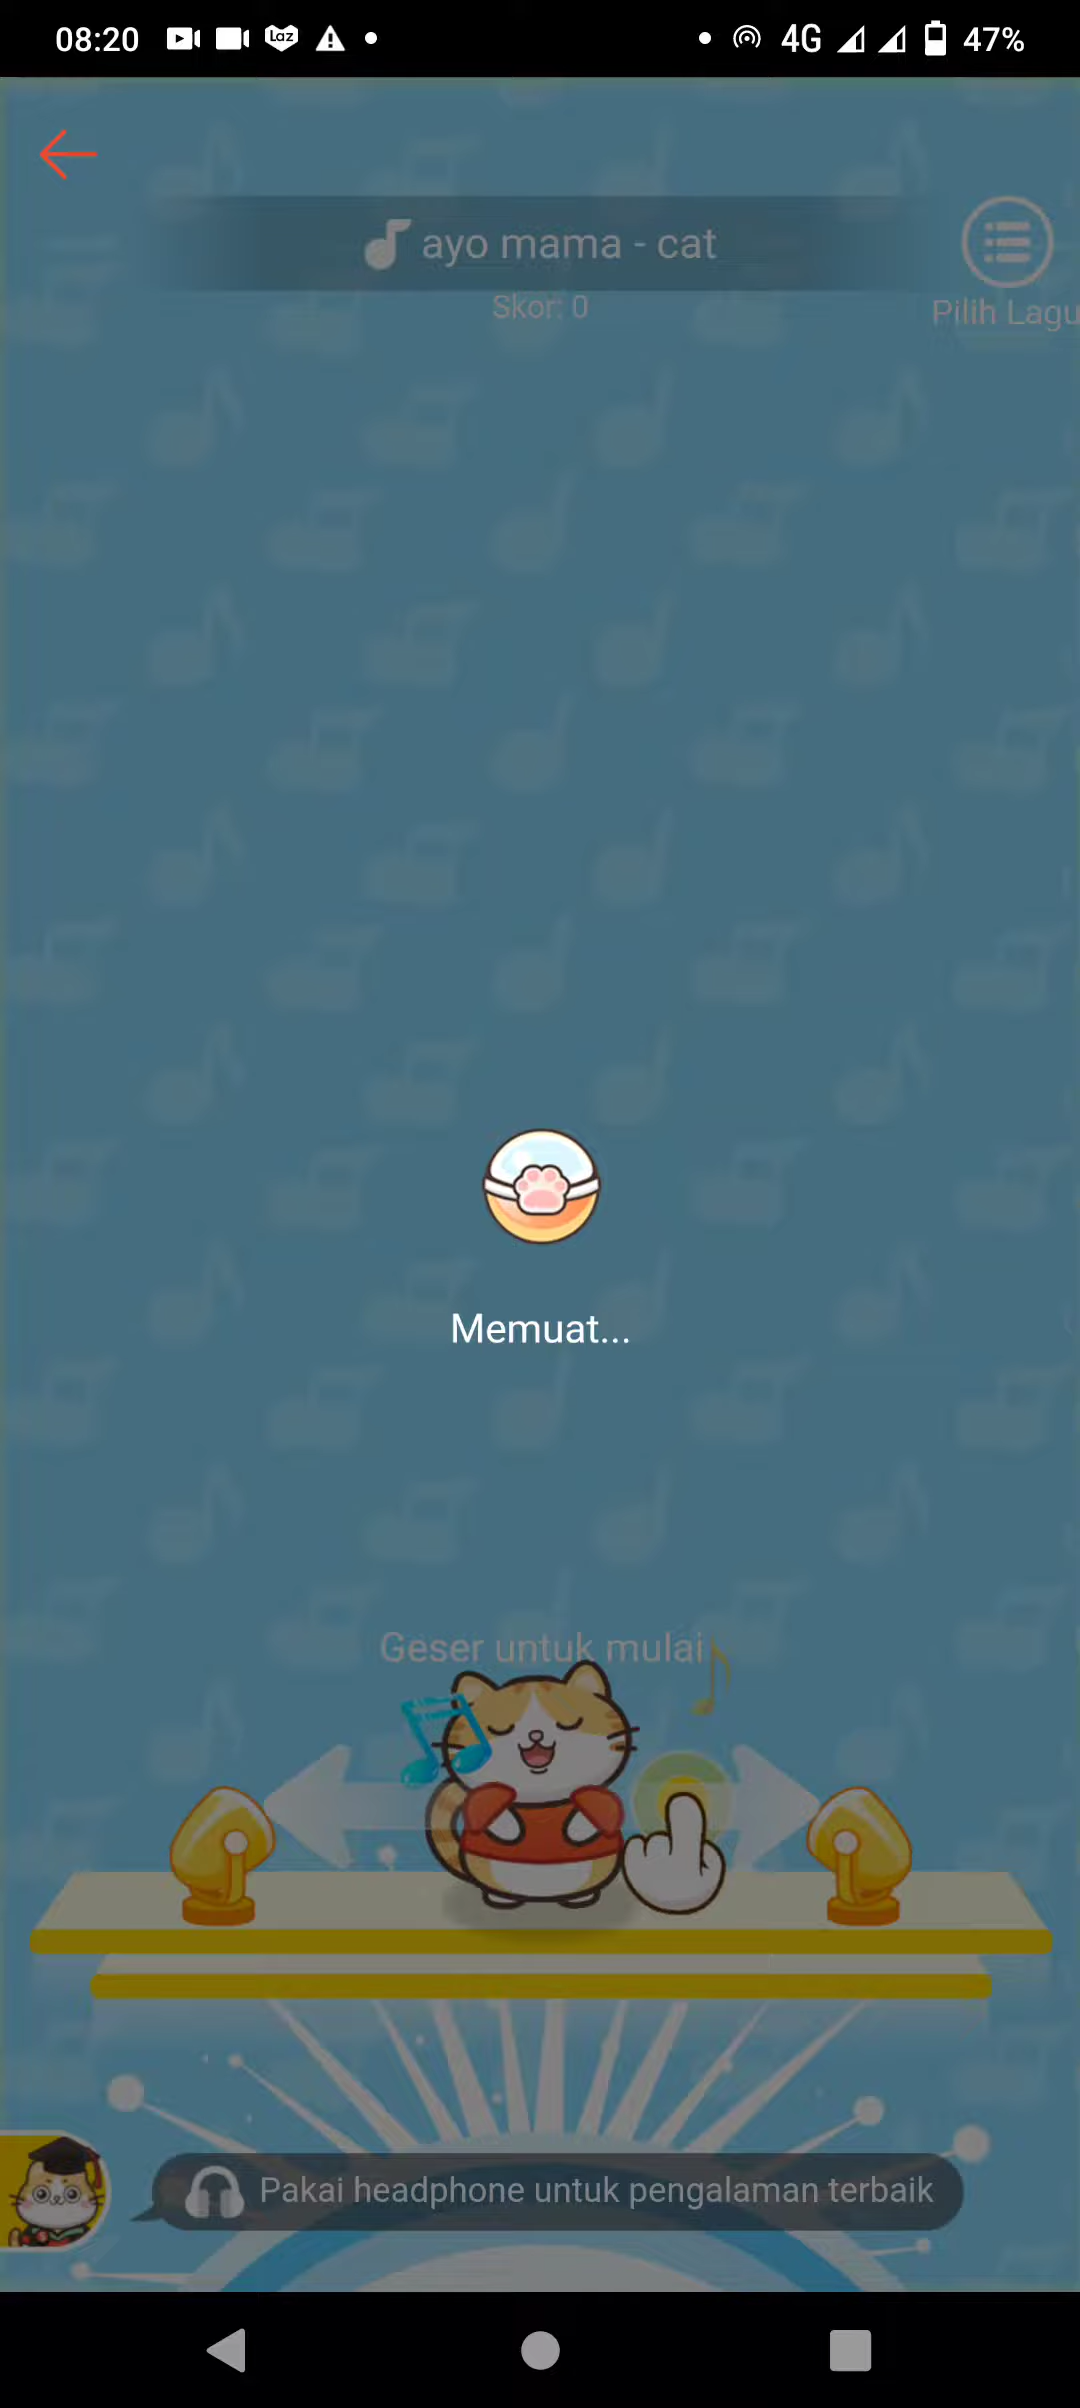 08:20
Laz
4G
47%
ayo mama - cat
Skor: 0
Pilih Lagu
Memuat...
Geser untuk mulai
Pakai headphone untuk pengalaman terbaik